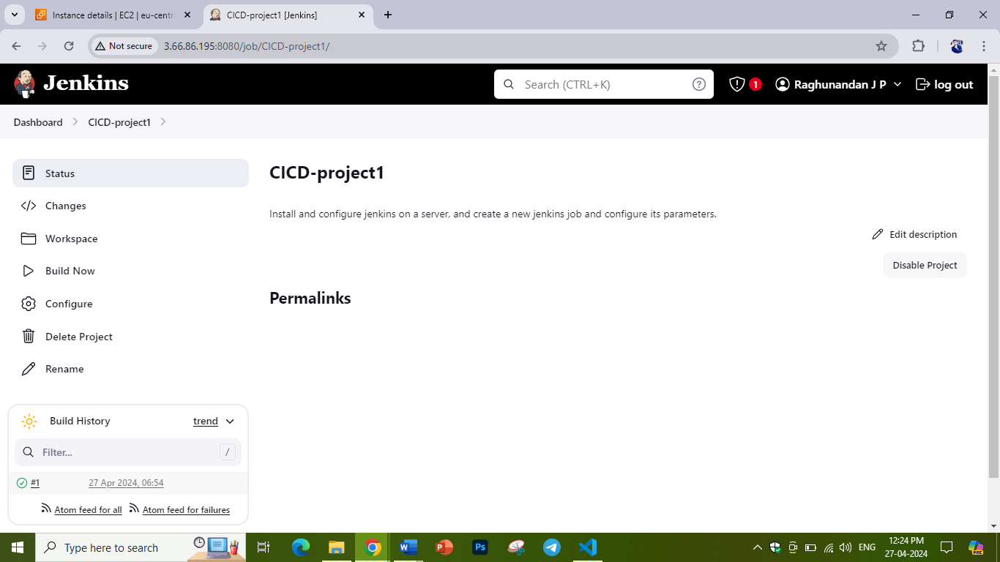 Instance details | EC2 | eu-centr
CICD-project1 [Jenkins]
Not secure 3.66.86.195:8080/job/CICD-project1/
Jenkins
Search (CTRL+K)
?
1
Raghunandan J P
log out
Dashboard
CICD-project1
Status
Changes
Workspace
Build Now
Configure
Delete Project
Rename
CICD-project1
Install and configure jenkins on a server, and create a new jenkins job and configure its parameters.
Edit description
Disable Project
Permalinks
Build History
trend
Filter...
/
#1 27 Apr 2024, 06:54
Atom feed for all Atom feed for failures
Type here to search
ENG
12:24 PM
27-04-2024
PRE